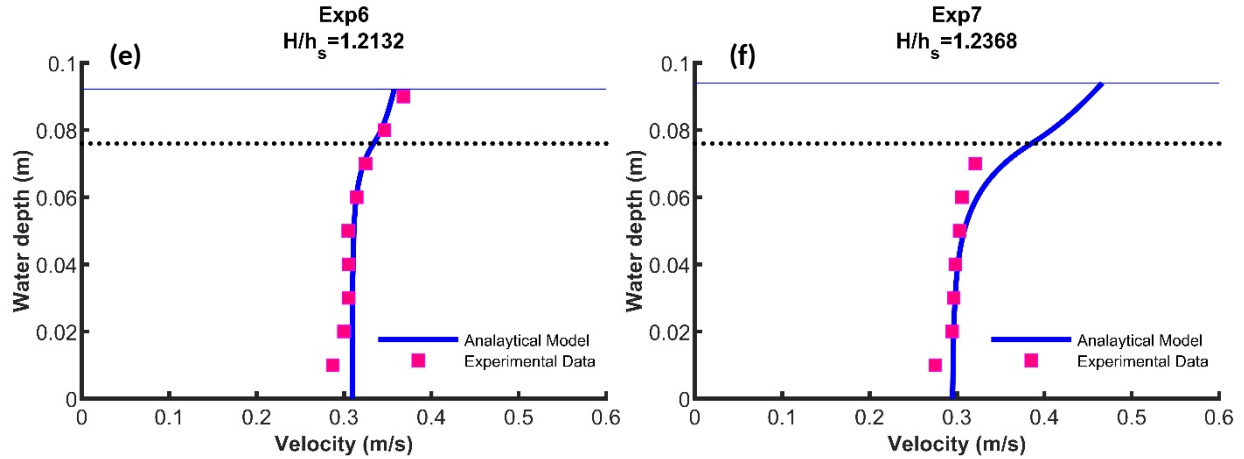 Exp6
H/hs=1.2132
(e)
0.1
0.08
0.06
0.04
0.02
0
Water depth (m)
Analaytical Model
Experimental Data
0 0.1 0.2 0.3 0.4 0.5 0.6
Velocity (m/s)
Exp7
H/hs=1.2368
(f)
0.1
0.08
0.06
0.04
0.02
0
Water depth (m)
Analaytical Model
Experimental Data
0 0.1 0.2 0.3 0.4 0.5 0.6
Velocity (m/s)